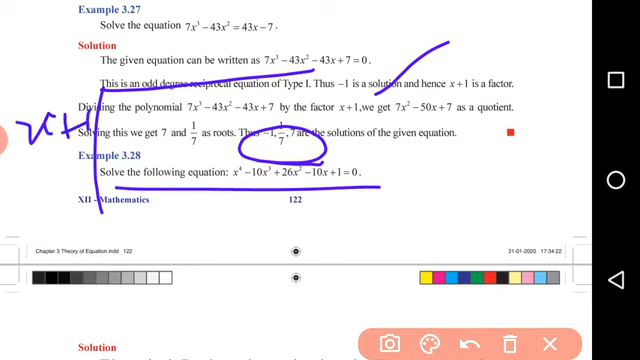 Example 3.27
Solve the equation 7x³ − 43x² = 43x − 7 .
Solution
The given equation can be written as 7x³ − 43x² − 43x + 7 = 0 .
This is an odd degree reciprocal equation of Type I. Thus −1 is a solution and hence x + 1 is a factor.
Dividing the polynomial 7x³ − 43x² − 43x + 7 by the factor x + 1, we get 7x² − 50x + 7 as a quotient.
x+1
Solving this we get 7 and 1/7 as roots. Thus −1, 1/7, 7 are the solutions of the given equation.
Example 3.28
Solve the following equation: x⁴ − 10x³ + 26x² − 10x + 1 = 0 .
XII - Mathematics 122
Chapter 3 Theory of Equation.indd 122 31-01-2020 17:34:22
Solution